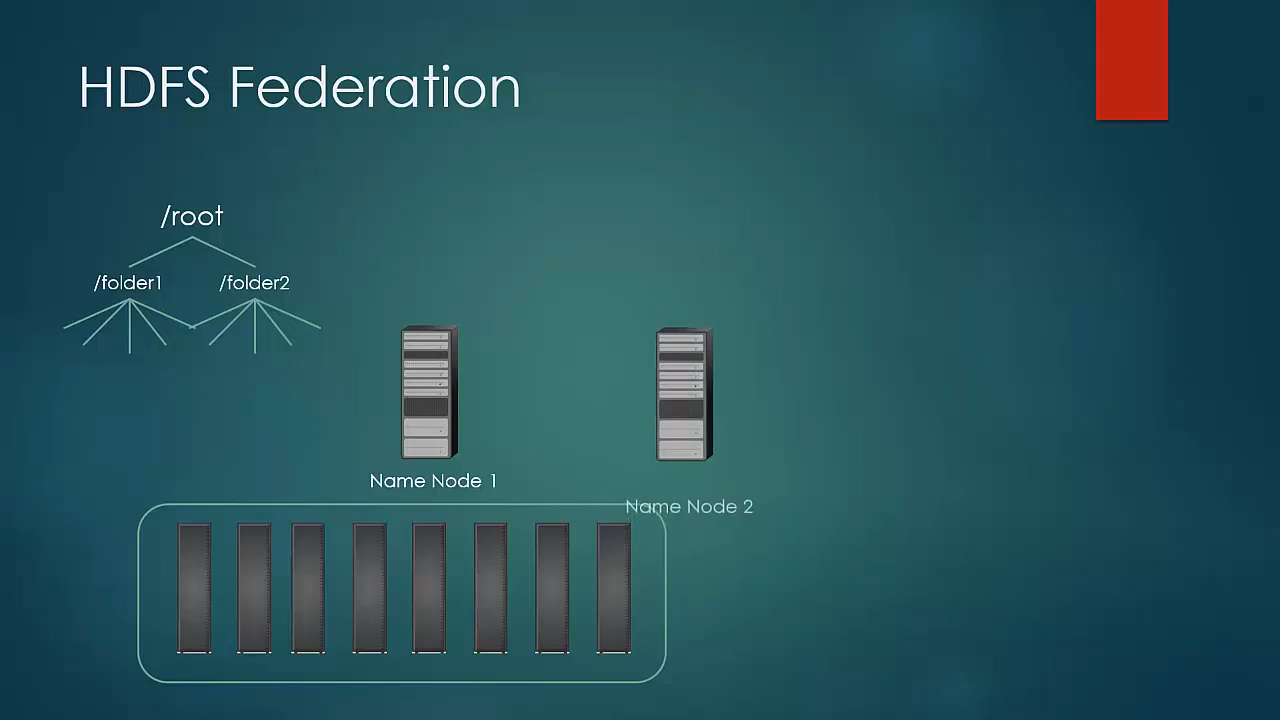 HDFS Federation
/root
/folder1 /folder2
Name Node 1
Name Node 2